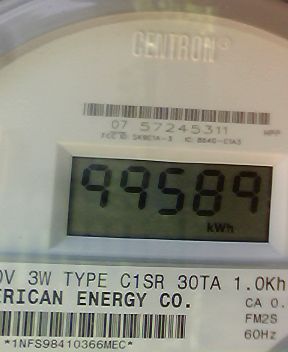 CENTRON®
07 57245311
99589
kWh
0V 3W TYPE C1SR 30TA 1.0Kh
ERICAN ENERGY CO.
CA 0.
FM2S
60Hz
*1NFS98410366MEC*